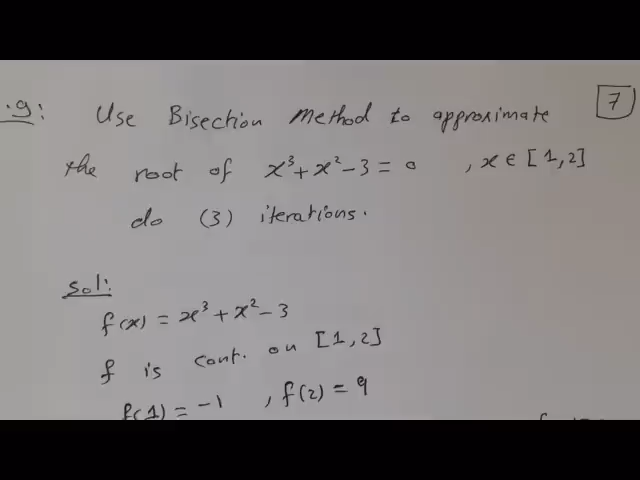 .g: Use Bisection Method to approximate 7
the root of x³+x²-3=0 , x∈[1,2]
do (3) iterations.
Sol:
f(x) = x³+x²-3
f is cont. on [1,2]
f(1) = -1 , f(2) = 9